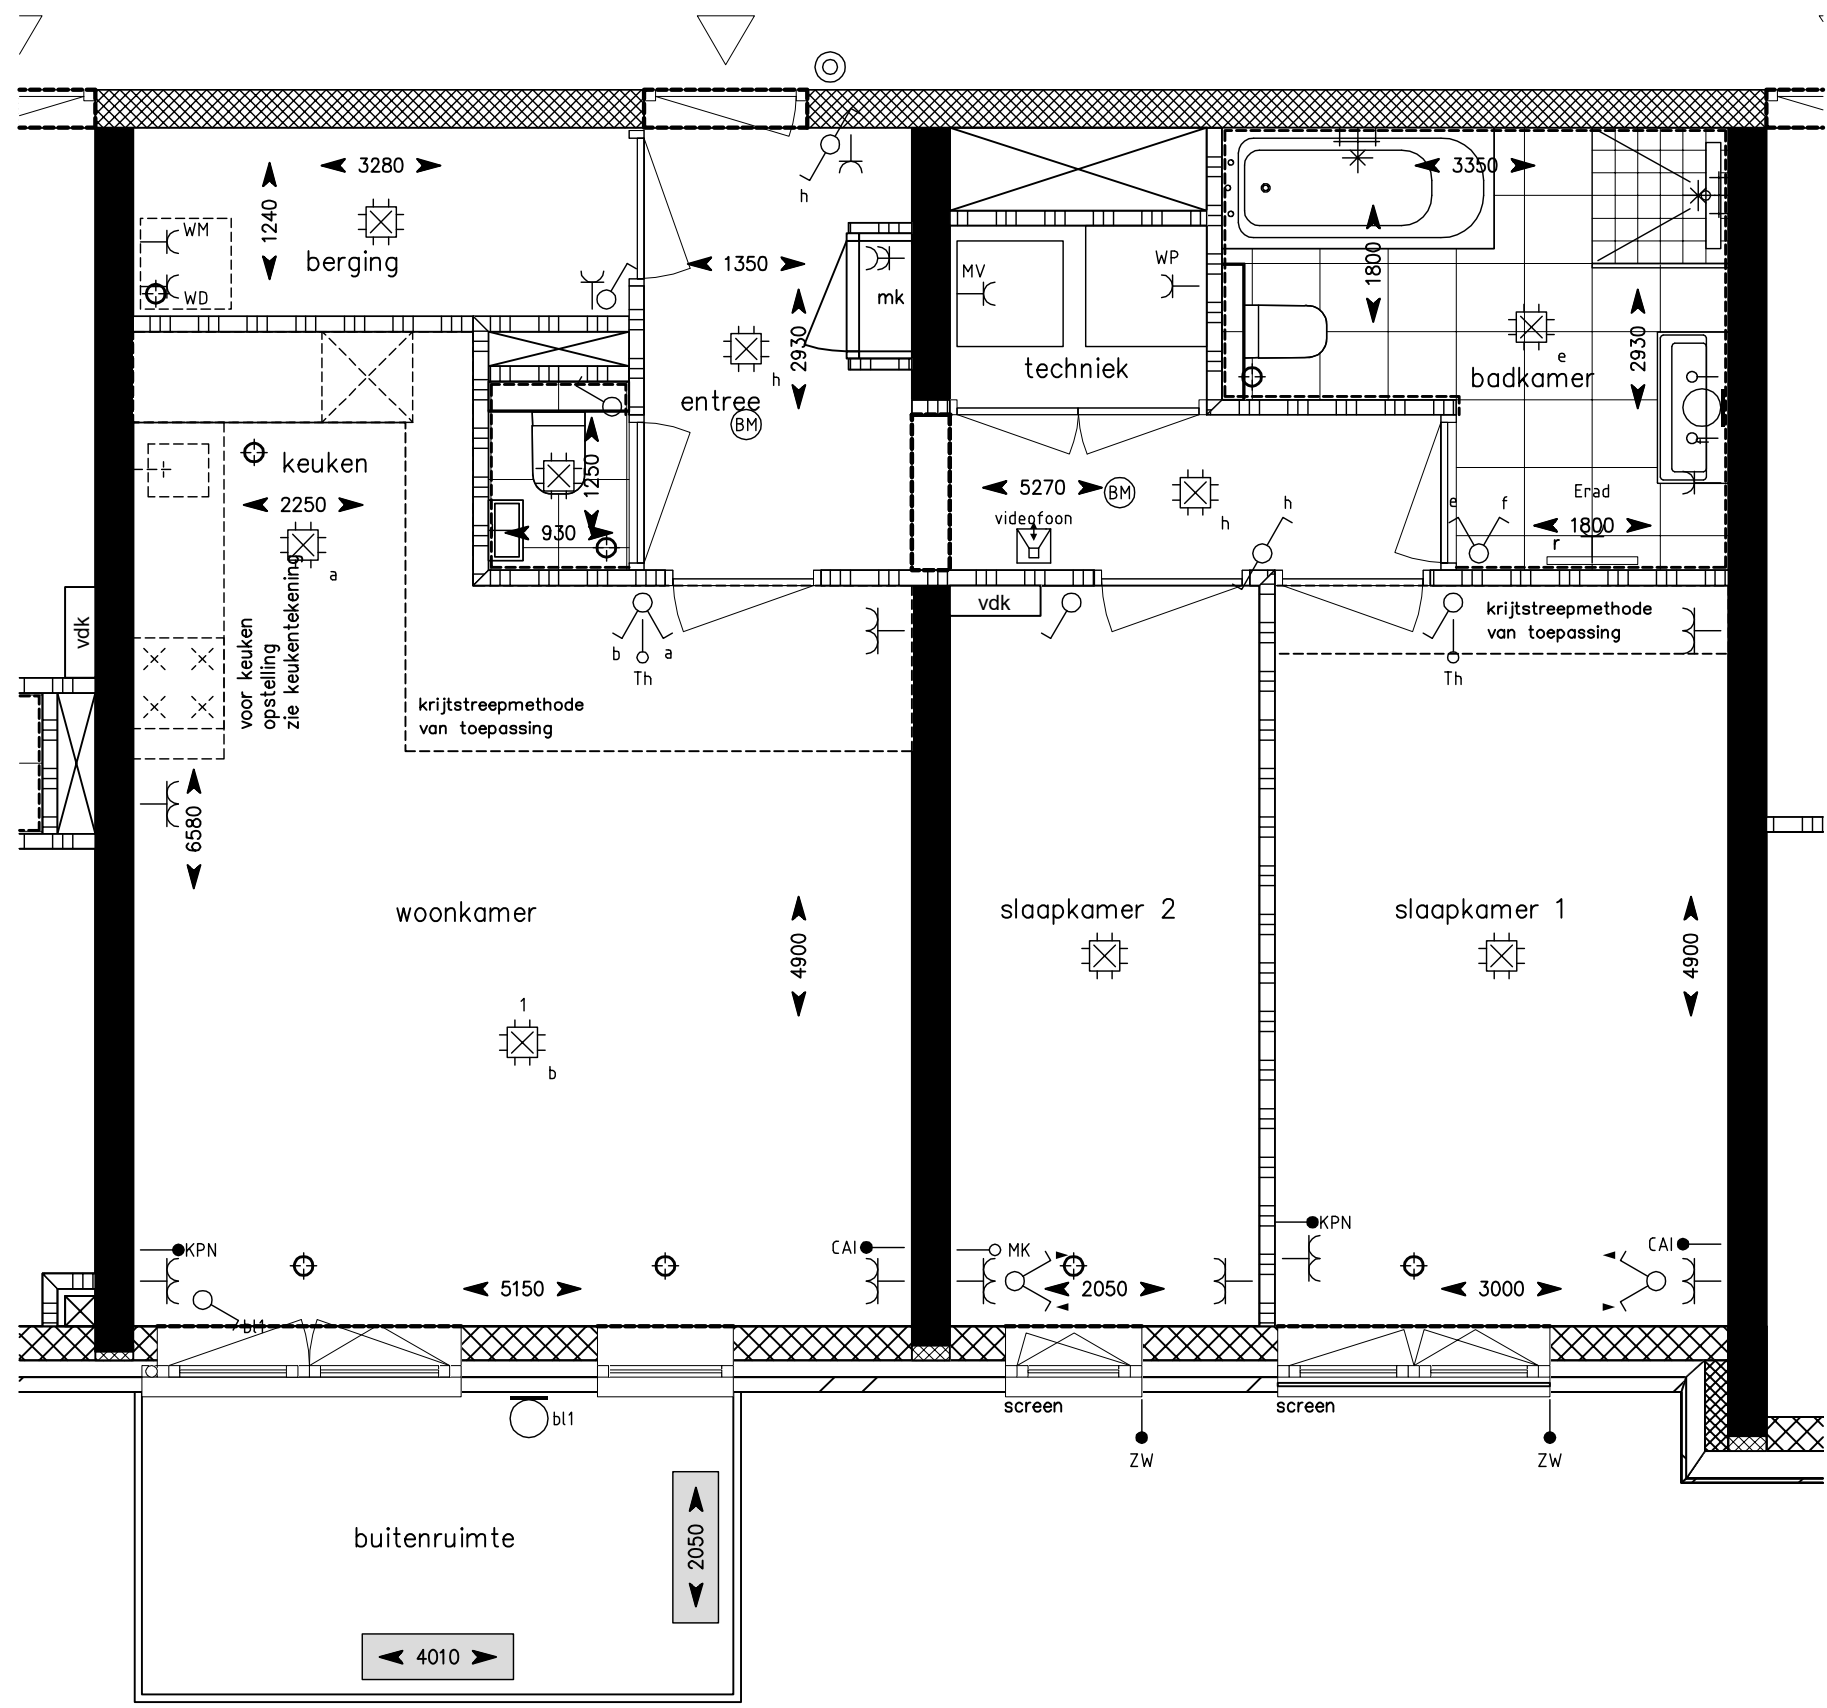 3280
3350
WM
1240
berging
1350
h
1800
MV
WP
WD
mk
2930
h
techniek
e
2930
badkamer
entree
BM
keuken
1250
2250
930
5270
BM
h
h
videofoon
e
f
Erad
1800
r
a
vdk
voor keuken
opstelling
zie keukentekening
b
a
Th
vdk
Th
krijtstreepmethode
van toepassing
krijtstreepmethode
van toepassing
6580
woonkamer
slaapkamer 2
slaapkamer 1
4900
4900
1
b
KPN
CAI
MK
KPN
CAI
5150
2050
3000
bl1
bl1
screen
screen
ZW
ZW
buitenruimte
2050
4010